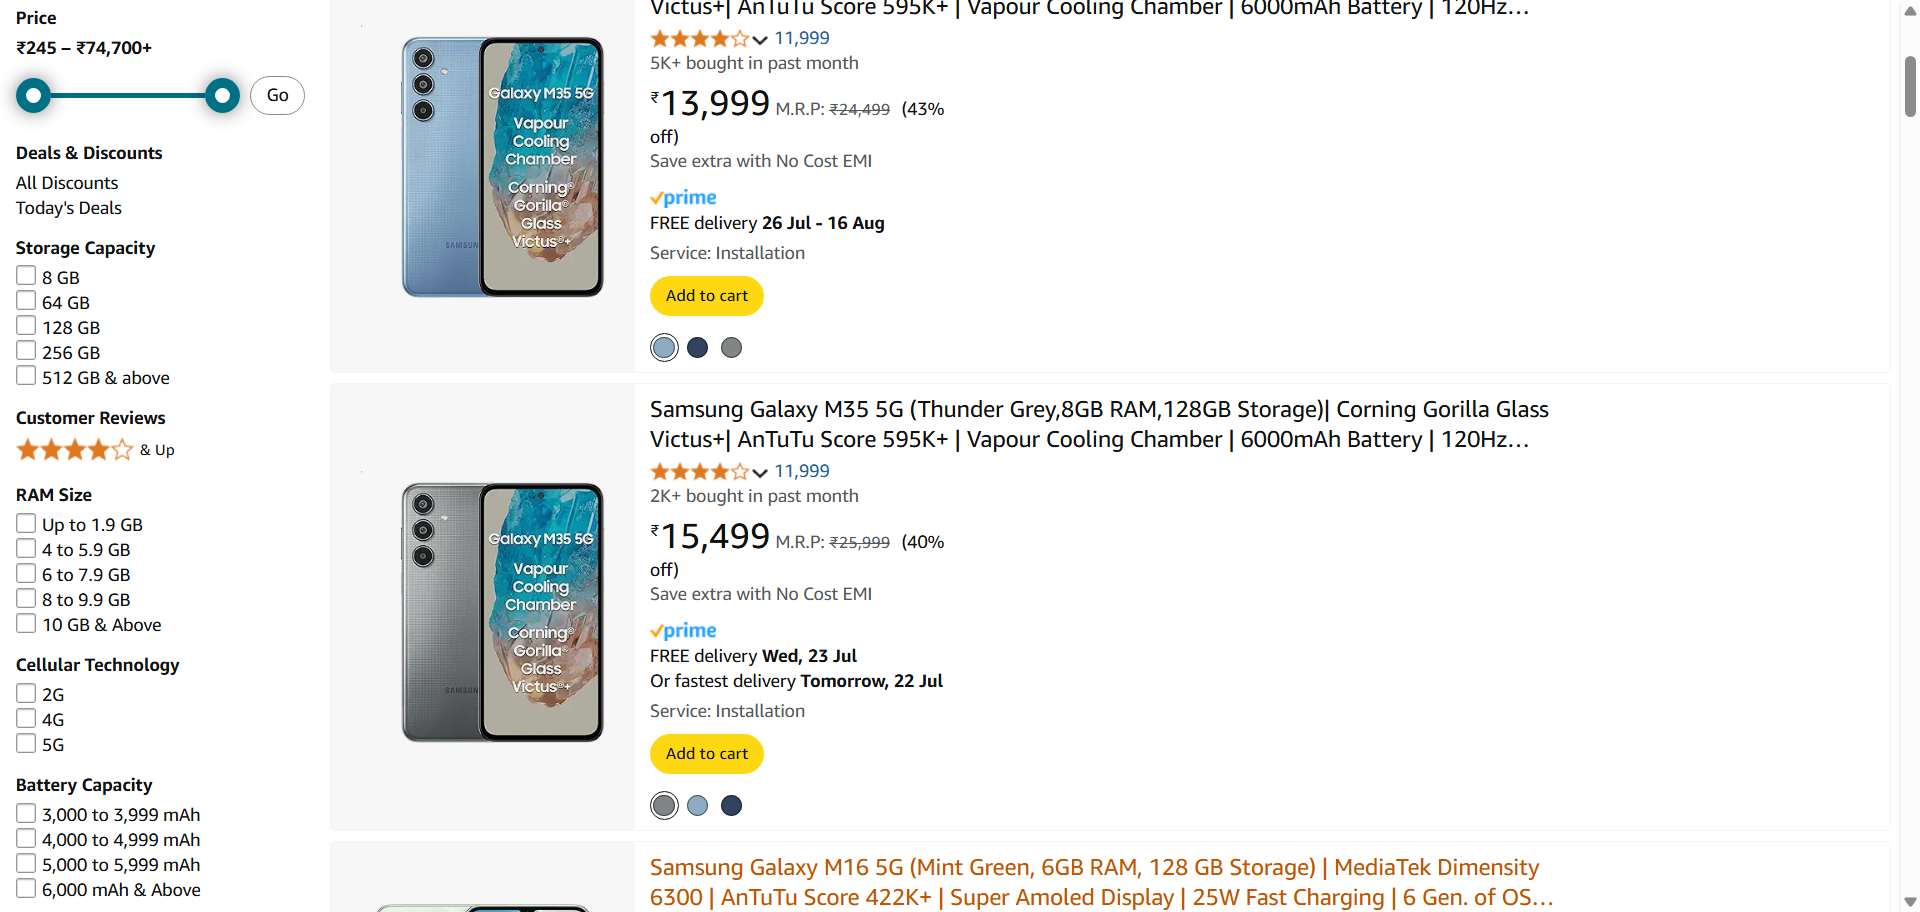 Price
₹245 – ₹74,700+
Go
Deals & Discounts
All Discounts
Today's Deals
Storage Capacity
8 GB
64 GB
128 GB
256 GB
512 GB & above
Customer Reviews
& Up
RAM Size
Up to 1.9 GB
4 to 5.9 GB
6 to 7.9 GB
8 to 9.9 GB
10 GB & Above
Cellular Technology
2G
4G
5G
Battery Capacity
3,000 to 3,999 mAh
4,000 to 4,999 mAh
5,000 to 5,999 mAh
6,000 mAh & Above
Galaxy M35 5G
Vapour
Cooling
Chamber
Corning®
Gorilla®
Glass
Victus®+
SAMSUNG
Victus+| AnTuTu Score 595K+ | Vapour Cooling Chamber | 6000mAh Battery | 120Hz…
11,999
5K+ bought in past month
₹13,999 M.R.P: ₹24,499 (43%
off)
Save extra with No Cost EMI
prime
FREE delivery 26 Jul - 16 Aug
Service: Installation
Add to cart
Galaxy M35 5G
Vapour
Cooling
Chamber
Corning®
Gorilla®
Glass
Victus®+
SAMSUNG
Samsung Galaxy M35 5G (Thunder Grey,8GB RAM,128GB Storage)| Corning Gorilla Glass
Victus+| AnTuTu Score 595K+ | Vapour Cooling Chamber | 6000mAh Battery | 120Hz…
11,999
2K+ bought in past month
₹15,499 M.R.P: ₹25,999 (40%
off)
Save extra with No Cost EMI
prime
FREE delivery Wed, 23 Jul
Or fastest delivery Tomorrow, 22 Jul
Service: Installation
Add to cart
Samsung Galaxy M16 5G (Mint Green, 6GB RAM, 128 GB Storage) | MediaTek Dimensity
6300 | AnTuTu Score 422K+ | Super Amoled Display | 25W Fast Charging | 6 Gen. of OS…